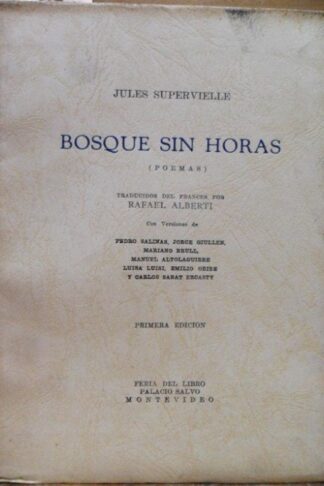 JULES SUPERVIELLE
BOSQUE SIN HORAS
(POEMAS)
TRADUCIDOS DEL FRANCES POR
RAFAEL ALBERTI
Con Versiones de
PEDRO SALINAS, JORGE GUILLEN,
MARIANO BRULL,
MANUEL ALTOLAGUIRRE
LUISA LUISI, EMILIO ORIBE
Y CARLOS SABAT ERCASTY
PRIMERA EDICION
FERIA DEL LIBRO
PALACIO SALVO
MONTEVIDEO